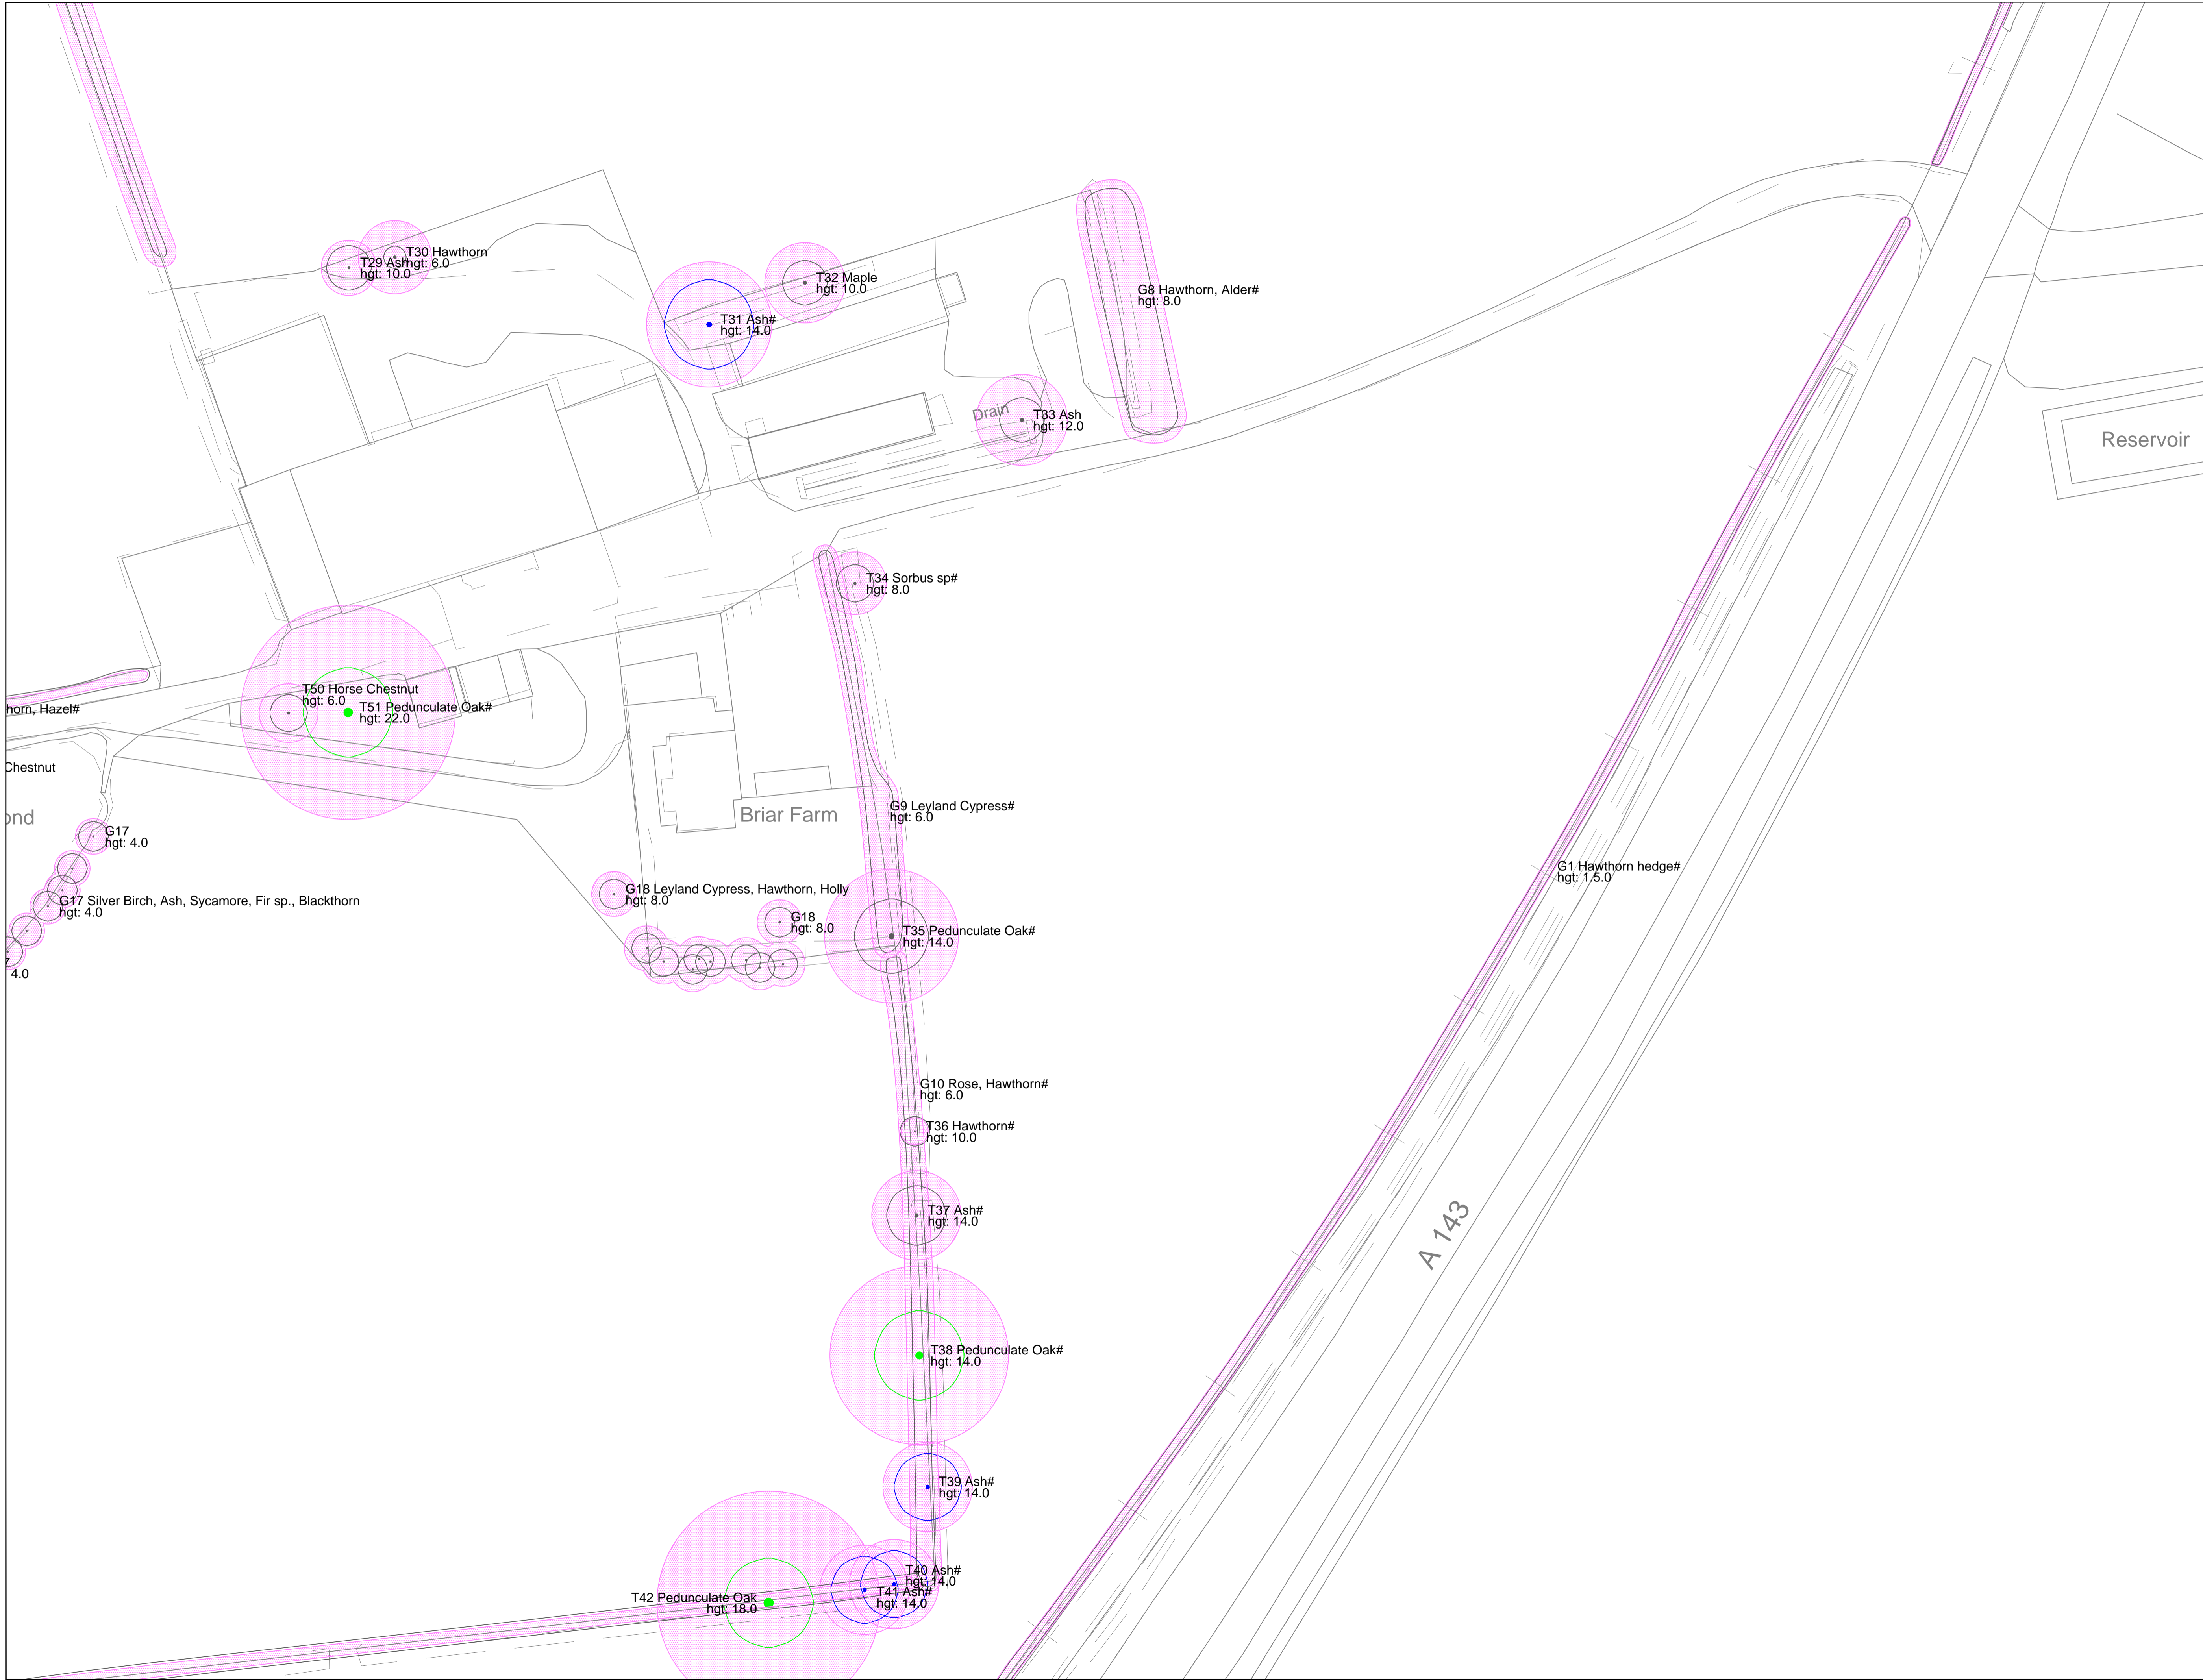 T30 Hawthorn
hgt: 6.0
T29 Ash
hgt: 10.0
T32 Maple
hgt: 10.0
G8 Hawthorn, Alder#
hgt: 8.0
T31 Ash#
hgt: 14.0
Drain
T33 Ash
hgt: 12.0
Reservoir
T34 Sorbus sp#
hgt: 8.0
T50 Horse Chestnut
hgt: 6.0
T51 Pedunculate Oak#
hgt: 22.0
horn, Hazel#
Chestnut
ond
Briar Farm
G9 Leyland Cypress#
hgt: 6.0
G17
hgt: 4.0
G1 Hawthorn hedge#
hgt: 1.5.0
G18 Leyland Cypress, Hawthorn, Holly
hgt: 8.0
G17 Silver Birch, Ash, Sycamore, Fir sp., Blackthorn
hgt: 4.0
G18
hgt: 8.0
T35 Pedunculate Oak#
hgt: 14.0
4.0
G10 Rose, Hawthorn#
hgt: 6.0
T36 Hawthorn#
hgt: 10.0
T37 Ash#
hgt: 14.0
A 143
T38 Pedunculate Oak#
hgt: 14.0
T39 Ash#
hgt: 14.0
T40 Ash#
hgt: 14.0
T41 Ash#
hgt: 14.0
T42 Pedunculate Oak
hgt: 18.0